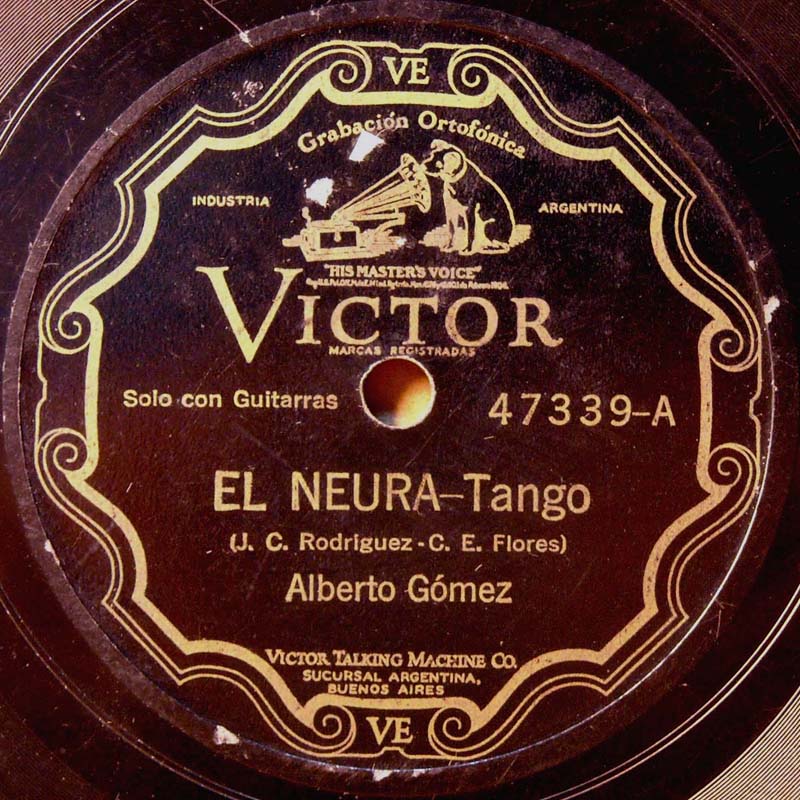 VE
Grabación Ortofónica
INDUSTRIA
ARGENTINA
"HIS MASTER'S VOICE"
VICTOR
MARCAS REGISTRADAS
Solo con Guitarras
47339-A
EL NEURA-Tango
(J. C. Rodriguez - C. E. Flores)
Alberto Gómez
VICTOR TALKING MACHINE CO.
SUCURSAL ARGENTINA,
BUENOS AIRES
VE